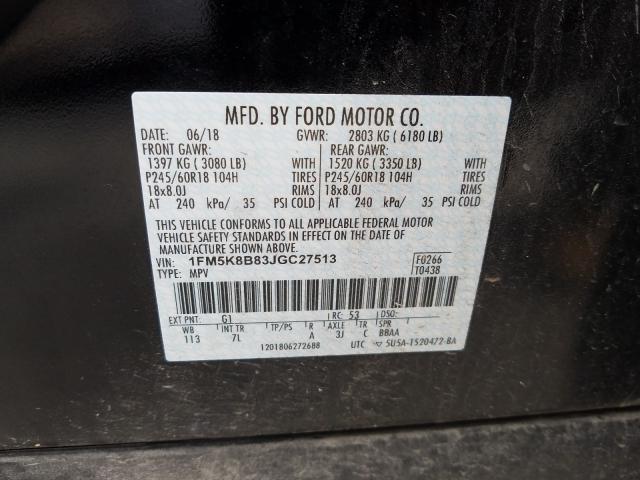 MFD. BY FORD MOTOR CO.
DATE: 06/18 GVWR: 2803 KG ( 6180 LB)
FRONT GAWR: REAR GAWR:
1397 KG ( 3080 LB) WITH 1520 KG ( 3350 LB) WITH
P245/60R18 104H TIRES P245/60R18 104H TIRES
18x8.0J RIMS 18x8.0J RIMS
AT 240 kPa/ 35 PSI COLD AT 240 kPa/ 35 PSI COLD
THIS VEHICLE CONFORMS TO ALL APPLICABLE FEDERAL MOTOR
VEHICLE SAFETY STANDARDS IN EFFECT ON THE DATE OF
MANUFACTURE SHOWN ABOVE.
VIN: 1FM5K8B83JGC27513 F0266
TYPE: MPV T0438
EXT PNT: G1 RC: 53 DSO:
WB INT TR TP/PS R AXLE TR SPR
113 7L A 3J C BBAA
1201806272688 UTC 5U5A-1520472-BA